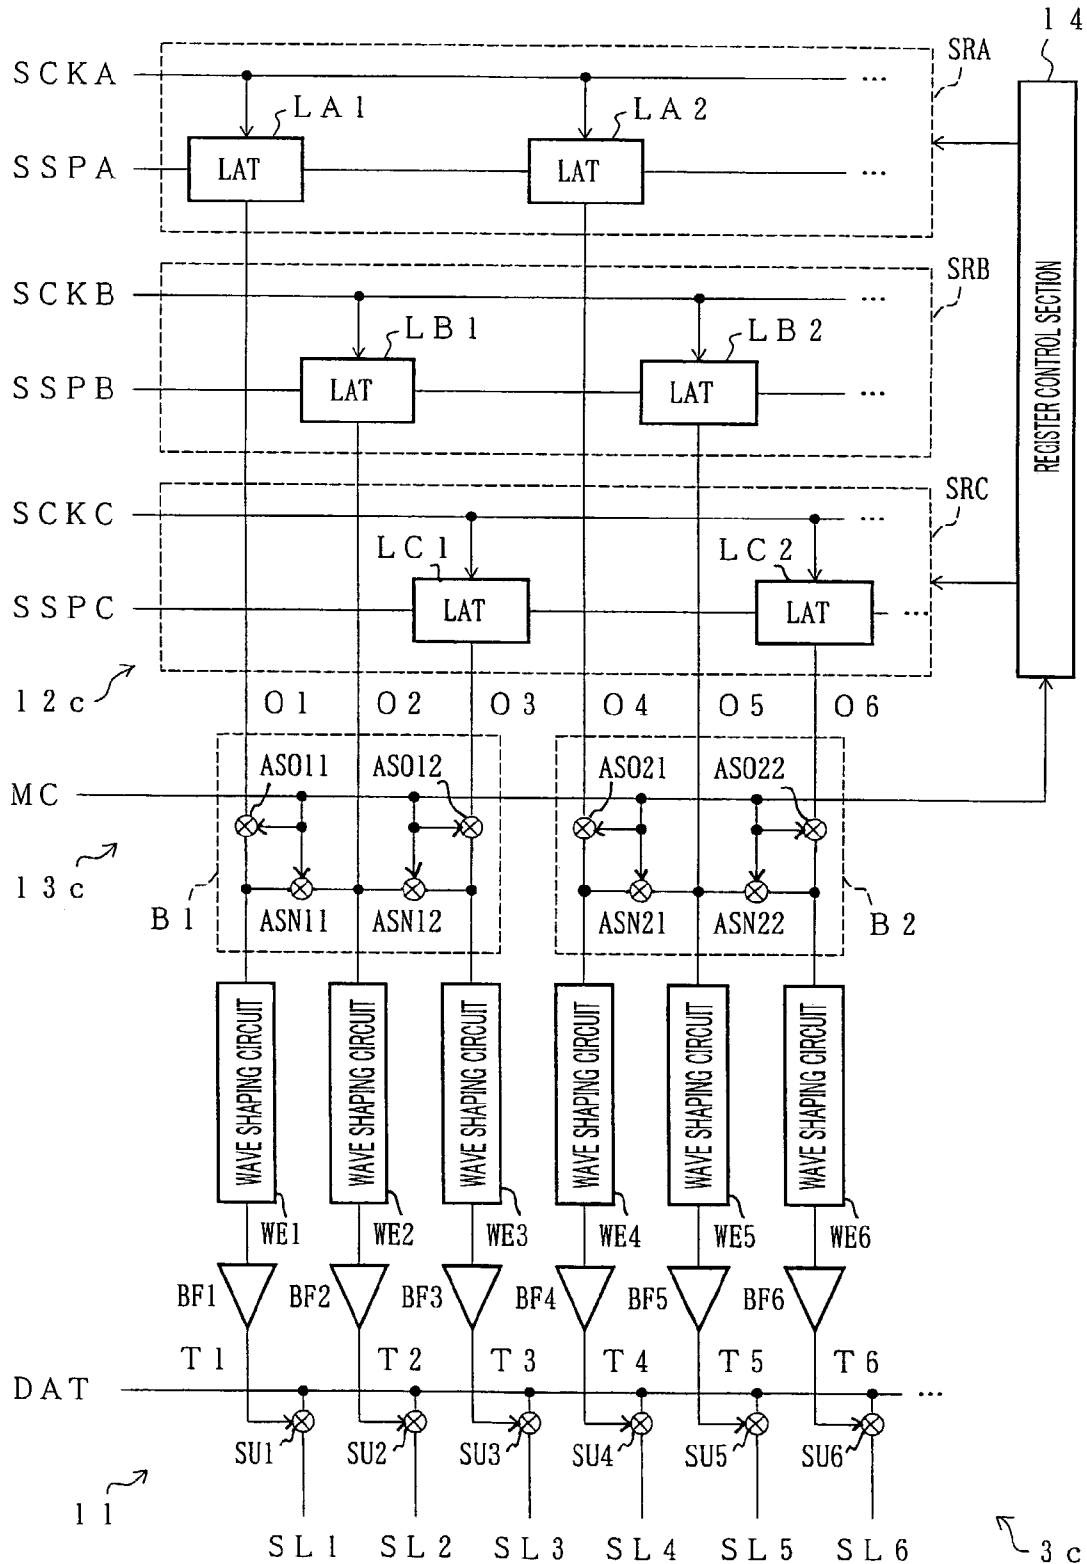 14
SCKA
SRA
LA1
LA2
SSPA
LAT
LAT
...
...
SCKB
SRB
LB1
LB2
SSPB
LAT
LAT
...
...
REGISTER CONTROL SECTION
SCKC
SRC
LC1
LC2
SSPC
LAT
LAT
...
...
12c
O1
O2
O3
O4
O5
O6
MC
ASO11
ASO12
ASO21
ASO22
13c
B1
ASN11
ASN12
ASN21
ASN22
B2
WAVE SHAPING CIRCUIT
WAVE SHAPING CIRCUIT
WAVE SHAPING CIRCUIT
WAVE SHAPING CIRCUIT
WAVE SHAPING CIRCUIT
WAVE SHAPING CIRCUIT
WE1
WE2
WE3
WE4
WE5
WE6
BF1
BF2
BF3
BF4
BF5
BF6
T1
T2
T3
T4
T5
T6
DAT
...
SU1
SU2
SU3
SU4
SU5
SU6
11
SL1
SL2
SL3
SL4
SL5
SL6
3c